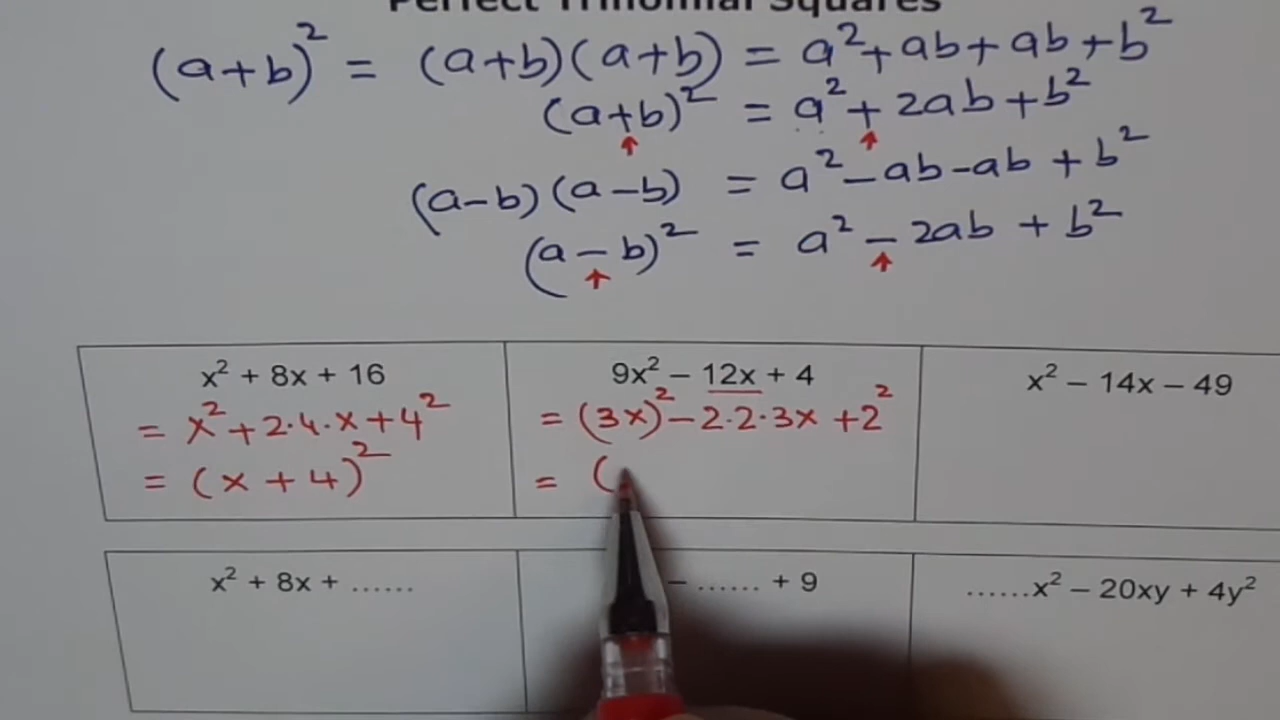 Perfect Trinomial Squares
(a+b)² = (a+b)(a+b) = a²+ab+ab+b²
(a+b)² = a²+2ab+b²
(a-b)(a-b) = a²-ab-ab+b²
(a-b)² = a²-2ab+b²
x² + 8x + 16
= x²+2·4·x+4²
= (x+4)²
9x² – 12x + 4
= (3x)²-2·2·3x+2²
= (
x² – 14x – 49
x² + 8x + ......
– ...... + 9
......x² – 20xy + 4y²